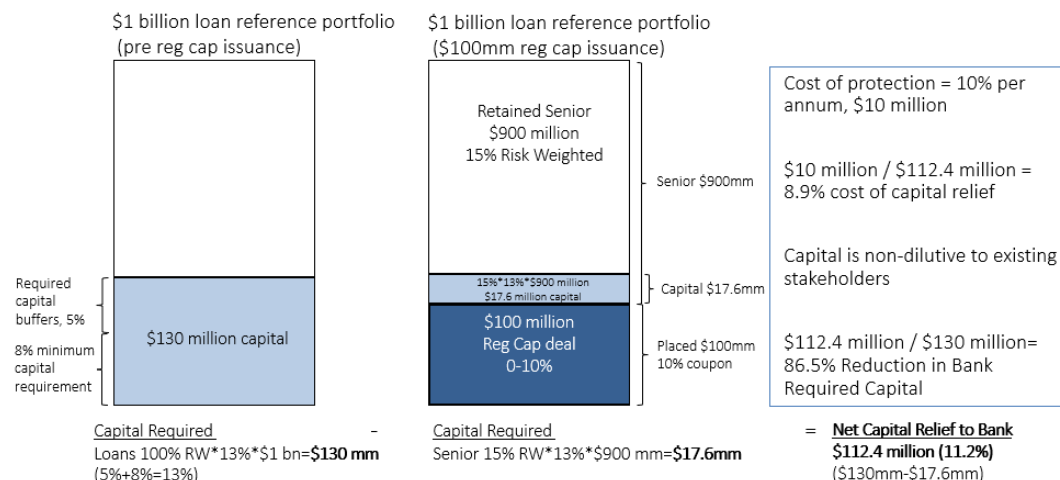 $1 billion loan reference portfolio
(pre reg cap issuance)
$1 billion loan reference portfolio
($100mm reg cap issuance)
Required
capital
buffers, 5%
8% minimum
capital
requirement
$130 million capital
Retained Senior
$900 million
15% Risk Weighted
15%*13%*$900 million
$17.6 million capital
$100 million
Reg Cap deal
0-10%
Senior $900mm
Capital $17.6mm
Placed $100mm
10% coupon
Cost of protection = 10% per
annum, $10 million
$10 million / $112.4 million =
8.9% cost of capital relief
Capital is non-dilutive to existing
stakeholders
$112.4 million / $130 million=
86.5% Reduction in Bank
Required Capital
Capital Required
Loans 100% RW*13%*$1 bn=$130 mm
(5%+8%=13%)
-
Capital Required
Senior 15% RW*13%*$900 mm=$17.6mm
= Net Capital Relief to Bank
$112.4 million (11.2%)
($130mm-$17.6mm)